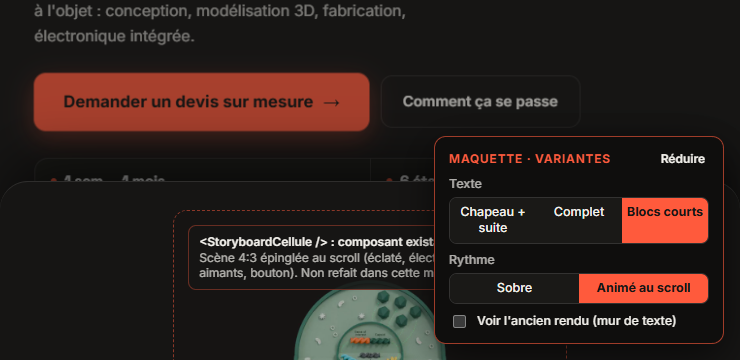 à l'objet : conception, modélisation 3D, fabrication,
électronique intégrée.
Demander un devis sur mesure →
Comment ça se passe
MAQUETTE · VARIANTES
Réduire
Texte
Chapeau +
suite
Complet
Blocs courts
Rythme
Sobre
Animé au scroll
Voir l'ancien rendu (mur de texte)
<StoryboardCellule /> : composant
Scène 4:3 épinglée au scroll (éclaté,
aimants, bouton). Non refait dans cette